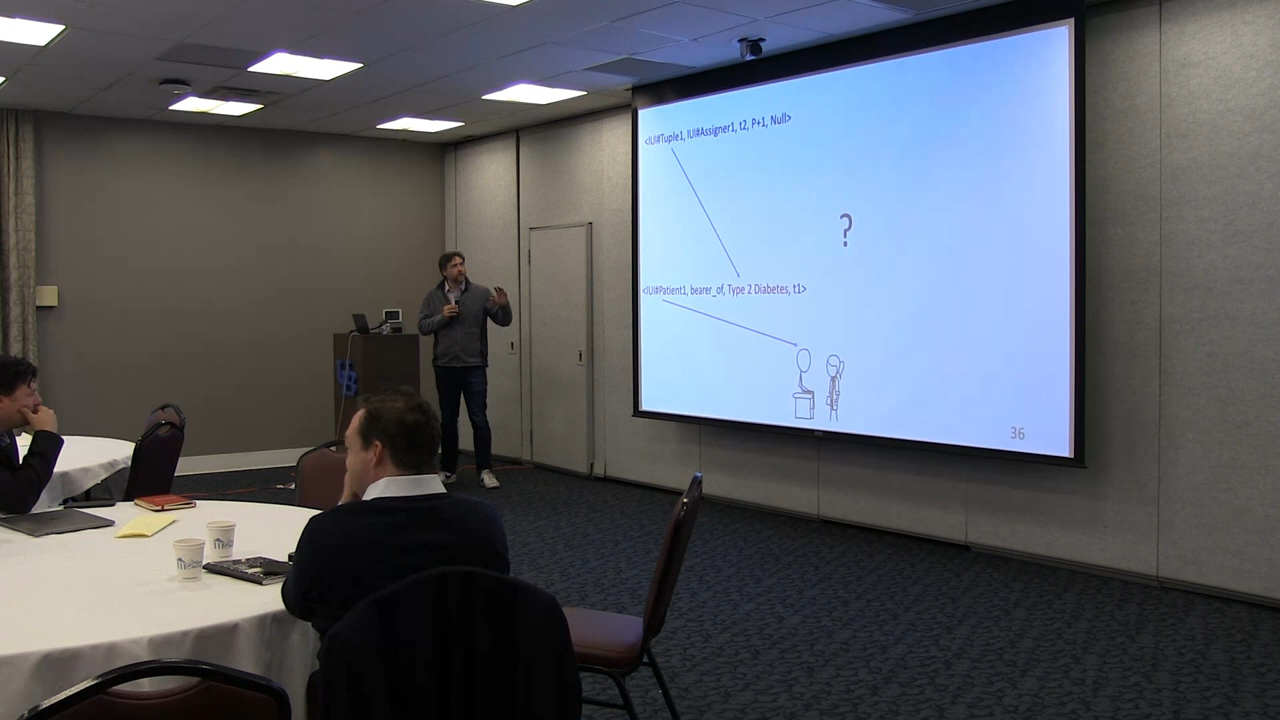 <IUI#Tuple1, IUI#Assigner1, t2, P+1, Null>
?
<IUI#Patient1, bearer_of, Type 2 Diabetes, t1>
36